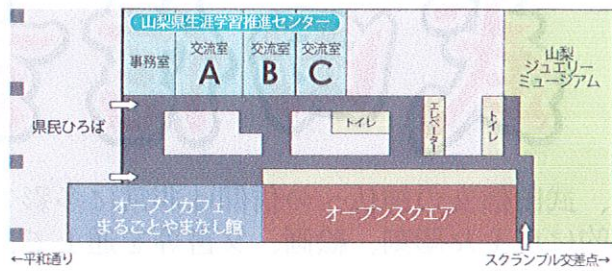 山梨県生涯学習推進センター
事務室
交流室
A
交流室
B
交流室
C
山梨
ジュエリー
ミュージアム
県民ひろば
トイレ
エレベーター
トイレ
オープンカフェ
まるごとやまなし館
オープンスクエア
←平和通り
スクランブル交差点→